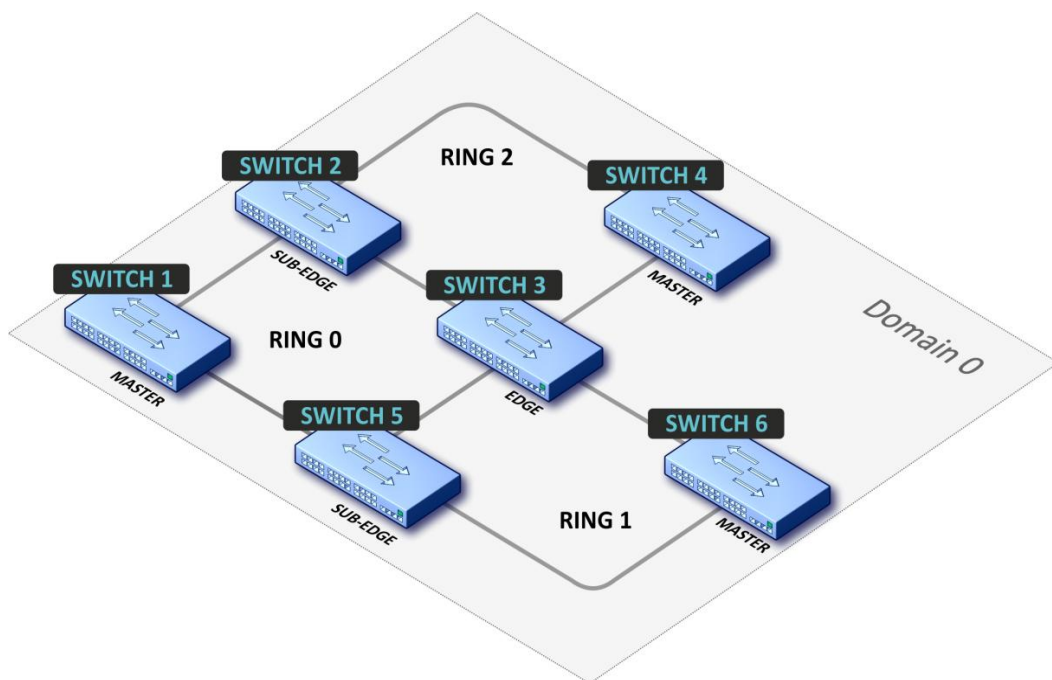 RING 2
SWITCH 2
SWITCH 4
SUB-EDGE
SWITCH 1
SWITCH 3
MASTER
Domain 0
RING 0
MASTER
SWITCH 5
EDGE
SWITCH 6
SUB-EDGE
RING 1
MASTER